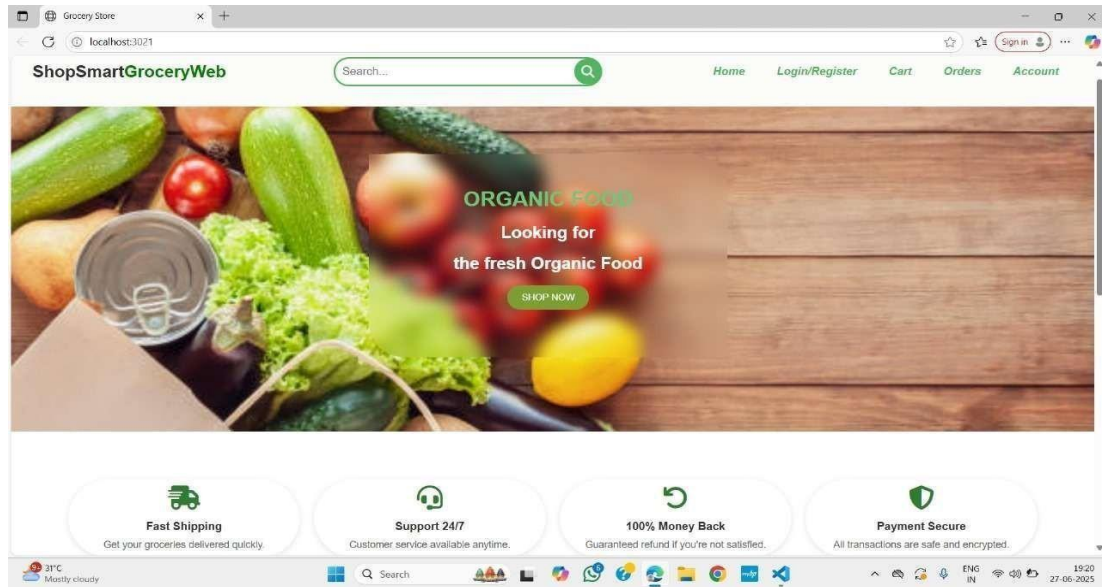 Grocery Store
localhost:3021
Sign in
ShopSmartGroceryWeb
Search...
Home Login/Register Cart Orders Account
ORGANIC FOOD
Looking for
the fresh Organic Food
SHOP NOW
Fast Shipping
Get your groceries delivered quickly.
Support 24/7
Customer service available anytime.
100% Money Back
Guaranteed refund if you're not satisfied.
Payment Secure
All transactions are safe and encrypted.
31°C
Mostly cloudy
Search
ENG
IN
19:20
27-06-2025